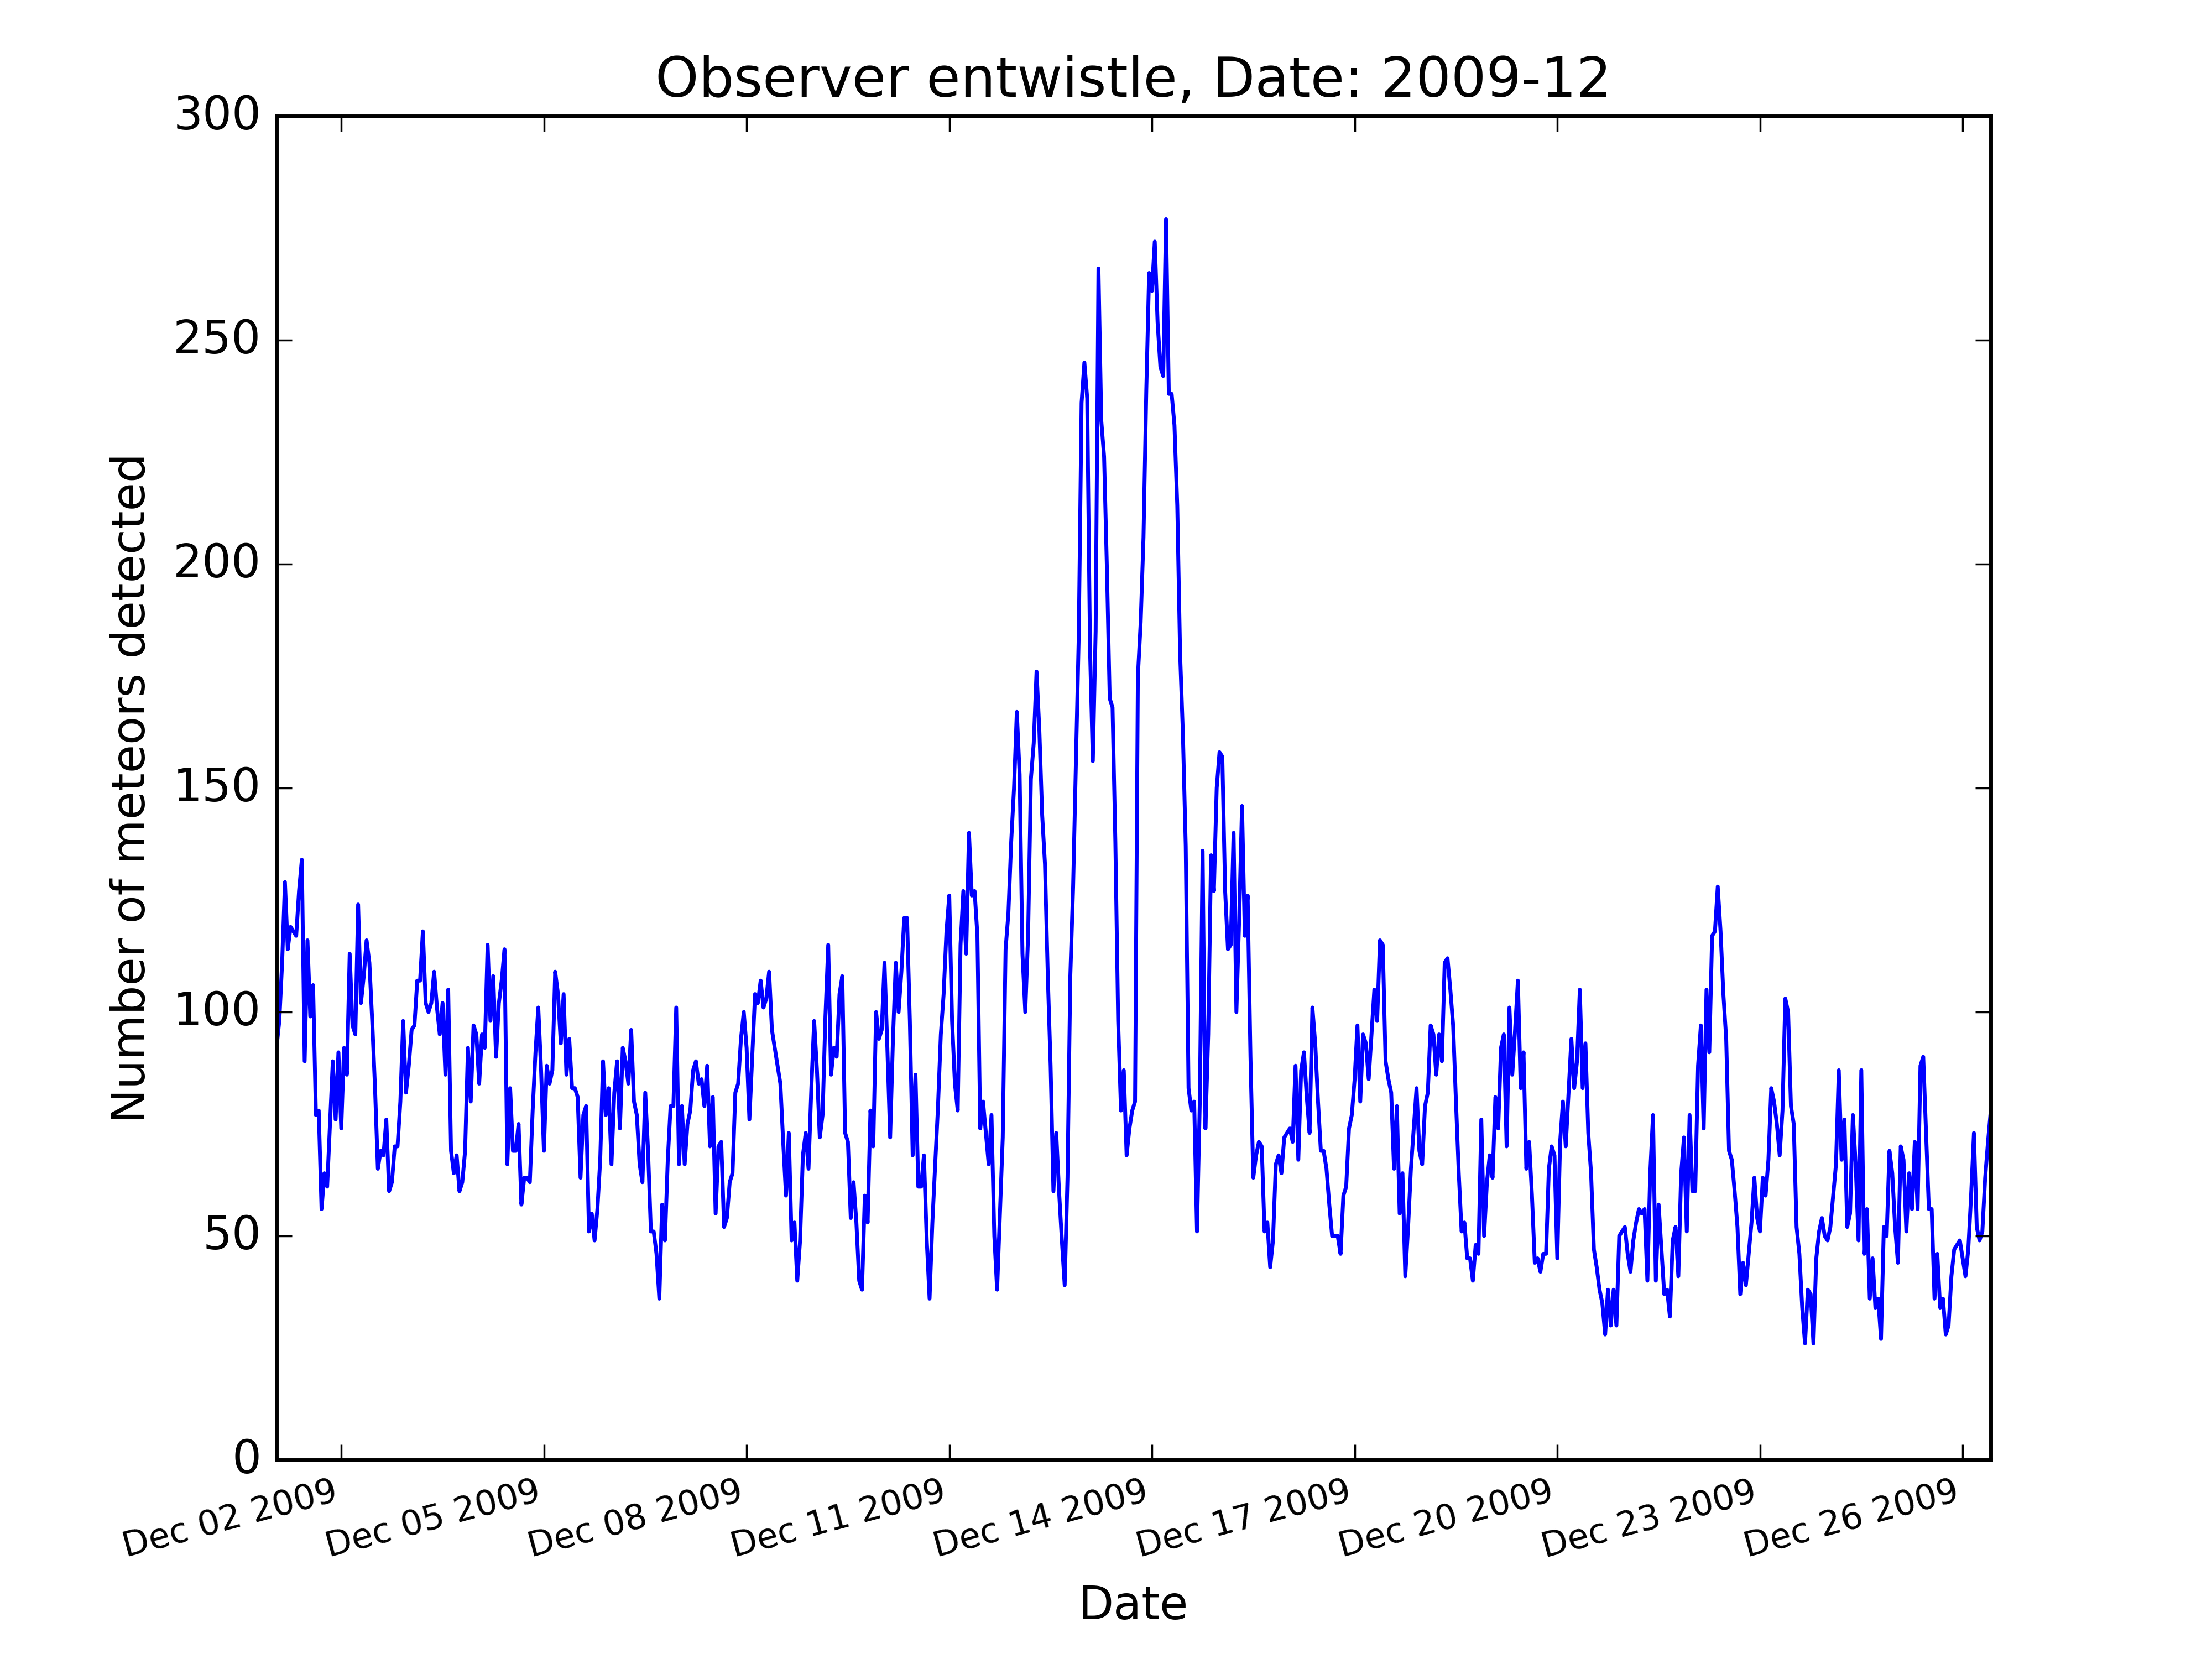 Observer entwistle, Date: 2009-12
300
250
200
150
100
50
0
Number of meteors detected
Dec 02 2009
Dec 05 2009
Dec 08 2009
Dec 11 2009
Dec 14 2009
Dec 17 2009
Dec 20 2009
Dec 23 2009
Dec 26 2009
Date